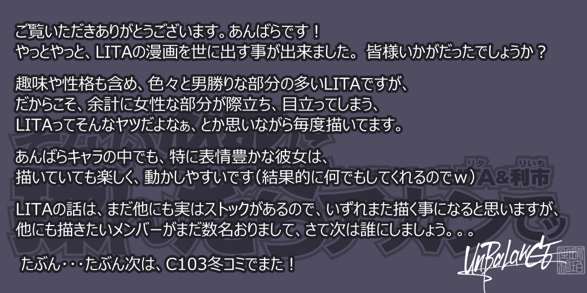 ご覧いただきありがとうございます。あんばらです！
やっとやっと、LITAの漫画を世に出す事が出来ました。 皆様いかがだったでしょうか？
趣味や性格も含め、色々と男勝りな部分の多いLITAですが、
だからこそ、余計に女性な部分が際立ち、目立ってしまう、
LITAってそんなヤツだよなぁ、とか思いながら毎度描いてます。
あんばらキャラの中でも、特に表情豊かな彼女は、
描いていても楽しく、動かしやすいです（結果的に何でもしてくれるのでｗ）
リタ りいち
TA&利市
LITAの話は、まだ他にも実はストックがあるので、いずれまた描く事になると思いますが、
他にも描きたいメンバーがまだ数名おりまして、さて次は誰にしましょう。。。
たぶん・・・たぶん次は、C103冬コミでまた！
UnBalance